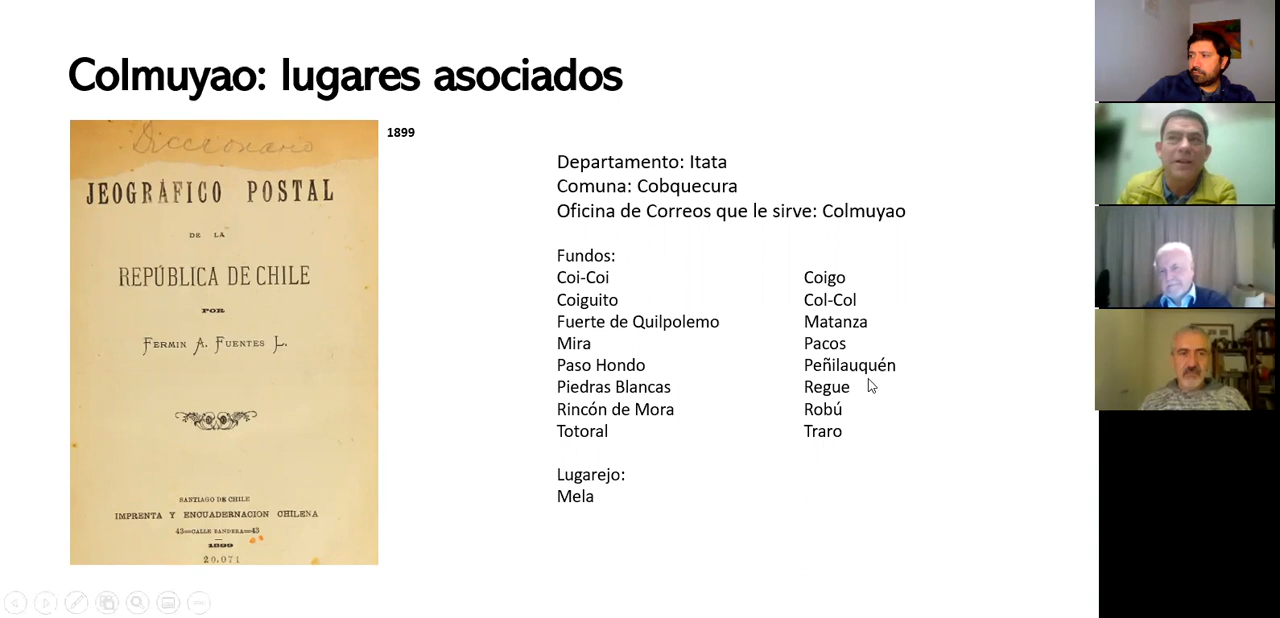 Colmuyao: lugares asociados
Diccionario
JEOGRÁFICO POSTAL
DE LA
REPÚBLICA DE CHILE
POR
FERMIN A. FUENTES L.
SANTIAGO DE CHILE
IMPRENTA Y ENCUADERNACION CHILENA
43=CALLE BANDERA=43
1899
20.071
1899
Departamento: Itata
Comuna: Cobquecura
Oficina de Correos que le sirve: Colmuyao
Fundos:
Coi-Coi
Coiguito
Fuerte de Quilpolemo
Mira
Paso Hondo
Piedras Blancas
Rincón de Mora
Totoral
Coigo
Col-Col
Matanza
Pacos
Peñilauquén
Regue
Robú
Traro
Lugarejo:
Mela